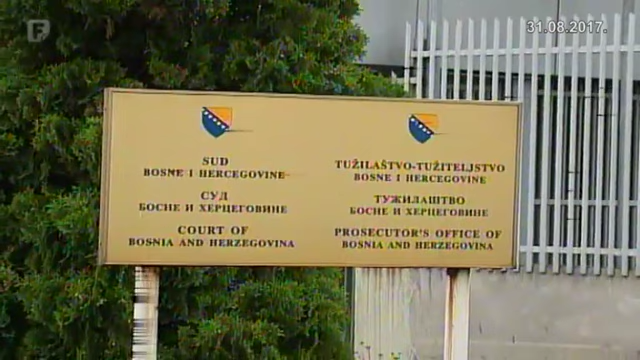 F
31.08.2017.
SUD
BOSNE I HERCEGOVINE
СУД
БОСНЕ И ХЕРЦЕГОВИНЕ
COURT OF
BOSNIA AND HERZEGOVINA
TUŽILAŠTVO-TUŽITELJSTVO
BOSNE I HERCEGOVINE
ТУЖИЛАШТВО
БОСНЕ И ХЕРЦЕГОВИНЕ
PROSECUTOR'S OFFICE OF
BOSNIA AND HERZEGOVINA